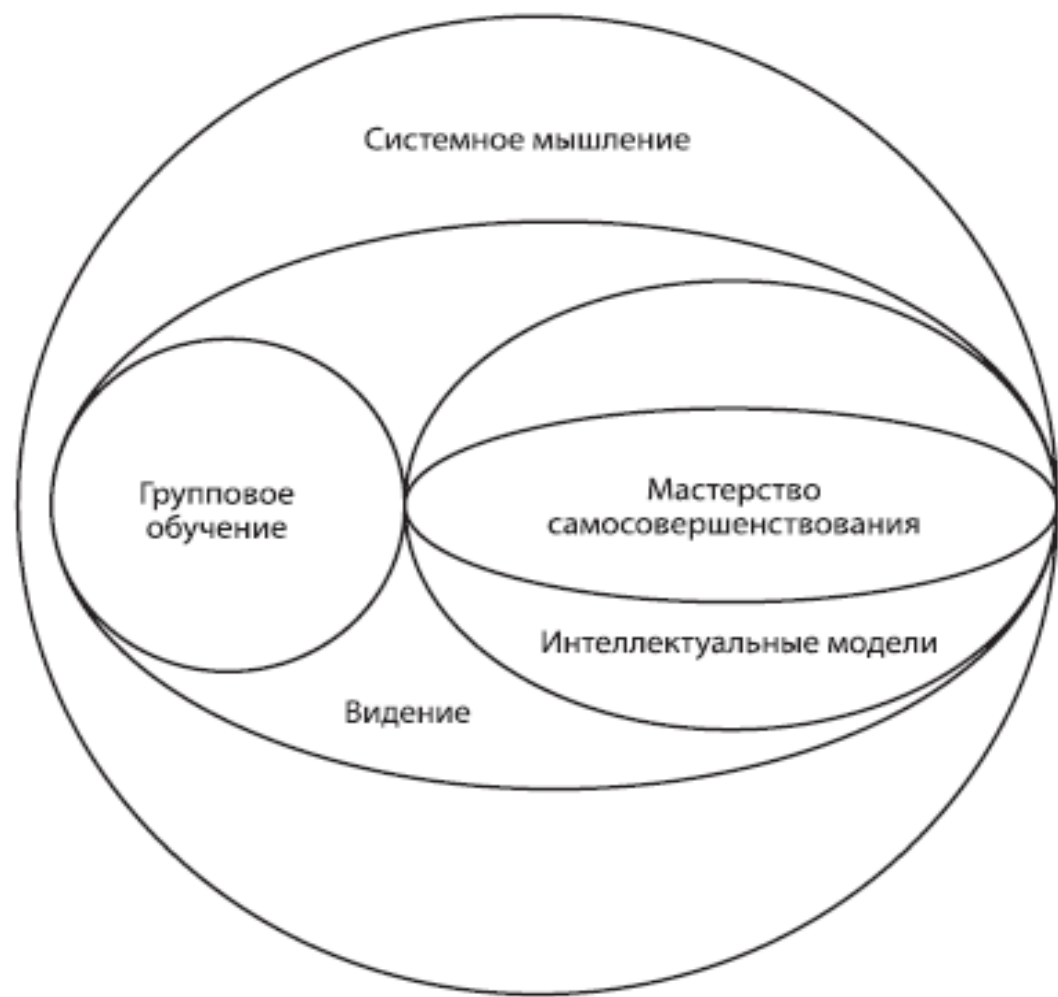 Системное мышление
Групповое
обучение
Мастерство
самосовершенствования
Интеллектуальные модели
Видение